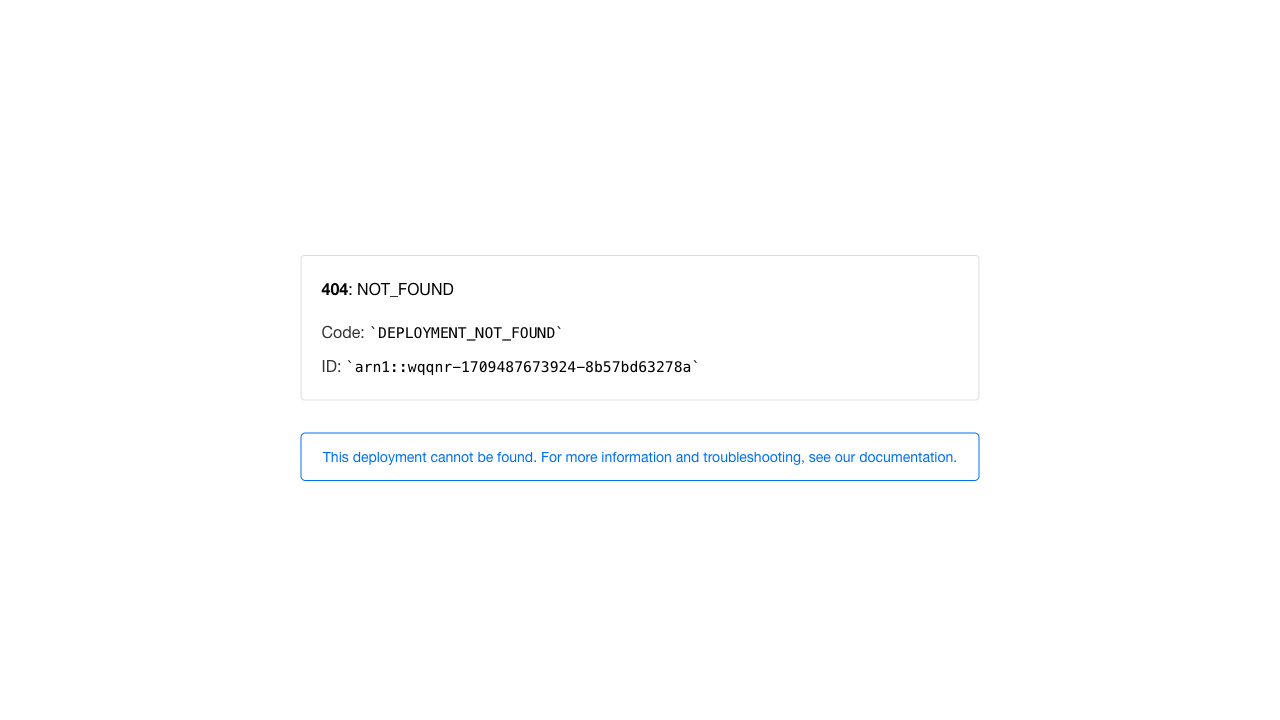 404: NOT_FOUND
Code: `DEPLOYMENT_NOT_FOUND`
ID: `arn1::wqqnr-1709487673924-8b57bd63278a`
This deployment cannot be found. For more information and troubleshooting, see our documentation.